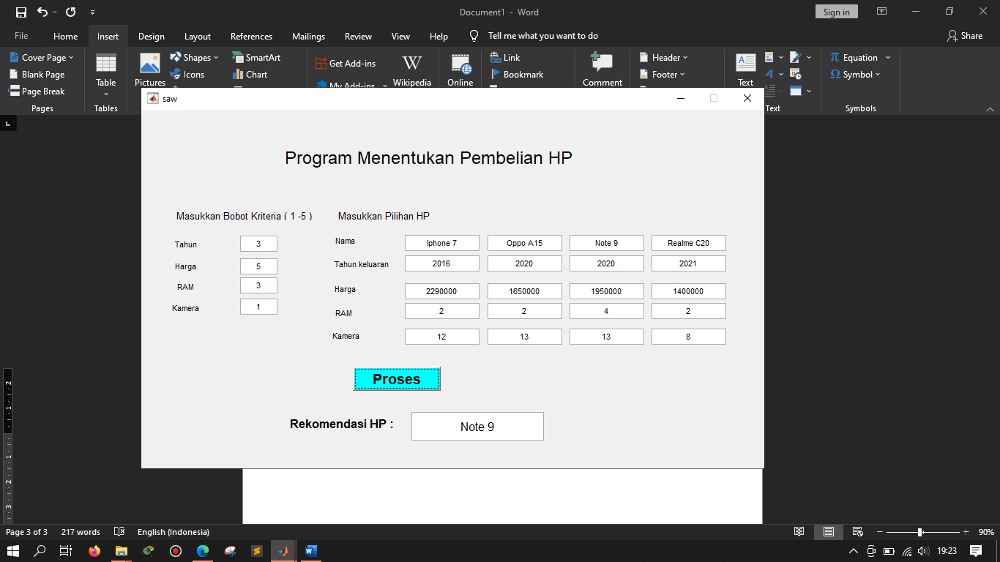 Document1 - Word
Sign in
File Home Insert Design Layout References Mailings Review View Help Tell me what you want to do Share
Cover Page
Blank Page
Page Break
Pages
Table
Tables
Pictures
Shapes
Icons
SmartArt
Chart
Get Add-ins
My Add-ins
Wikipedia
Online
Link
Bookmark
Comment
Header
Footer
Text
Text
Equation
Symbol
Symbols
saw
Program Menentukan Pembelian HP
Masukkan Bobot Kriteria ( 1 -5 ) Masukkan Pilihan HP
Tahun 3
Harga 5
RAM 3
Kamera 1
Nama Iphone 7 Oppo A15 Note 9 Realme C20
Tahun keluaran 2016 2020 2020 2021
Harga 2290000 1650000 1950000 1400000
RAM 2 2 4 2
Kamera 12 13 13 8
Proses
Rekomendasi HP : Note 9
2
1
1
2
3
Page 3 of 3 217 words English (Indonesia) 90%
19:23